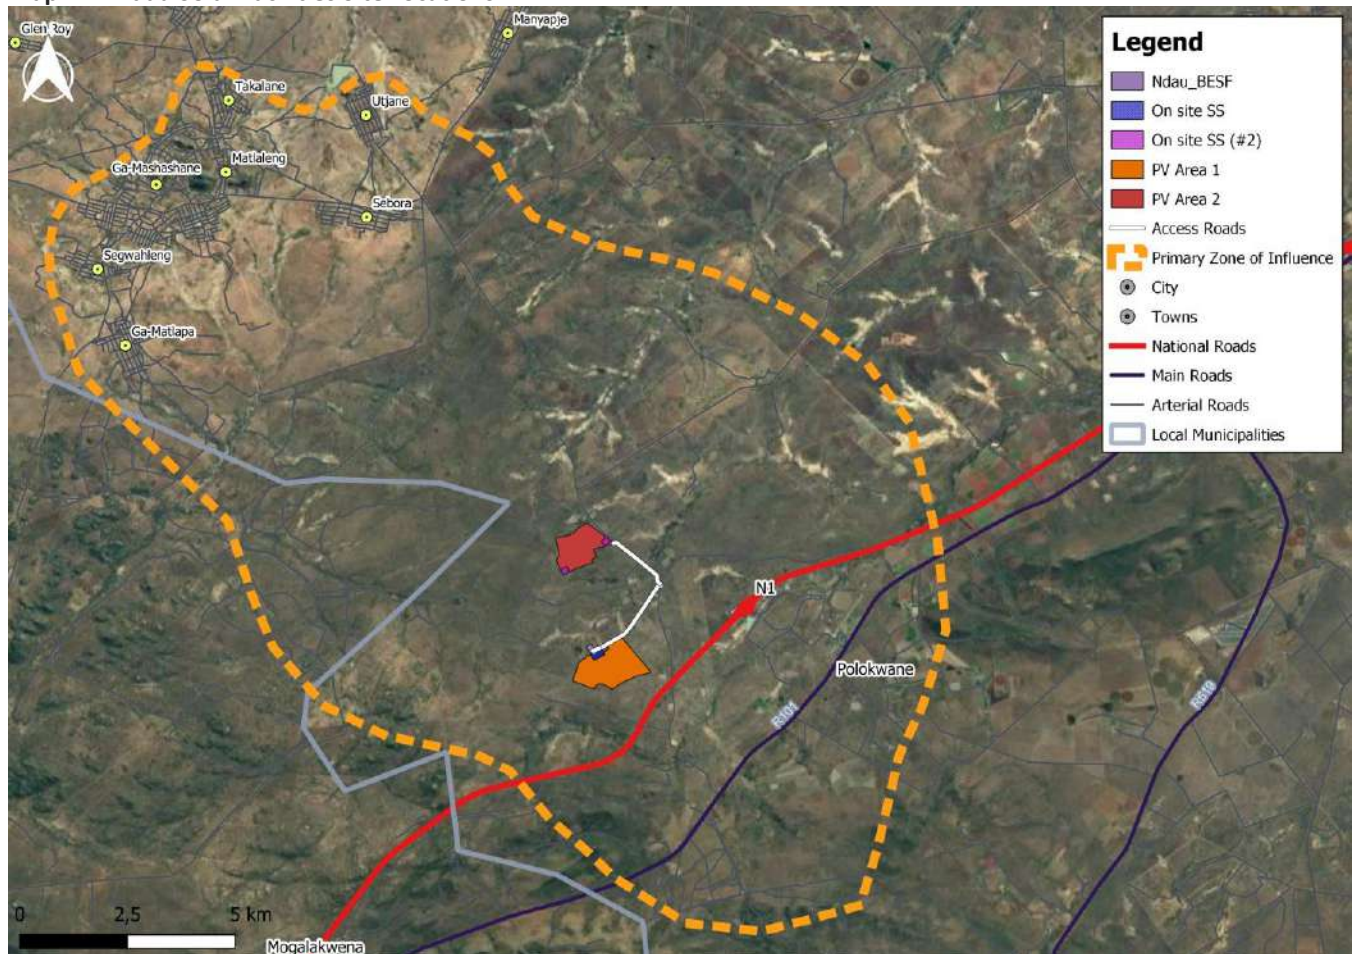 Glen Roy
Manyapje
Takalane
Utjane
Ga-Mashashane
Matlaleng
Sebora
Segwahleng
Ga-Matlapa
N1
Polokwane
R101
Mogalakwena
0 2,5 5 km
Legend
Ndau_BESF
On site SS
On site SS (#2)
PV Area 1
PV Area 2
Access Roads
Primary Zone of Influence
City
Towns
National Roads
Main Roads
Arterial Roads
Local Municipalities